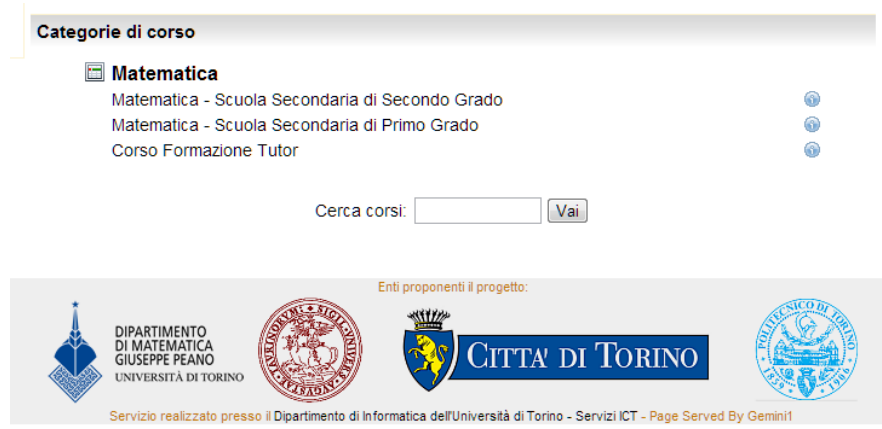 Categorie di corso
Matematica
Matematica - Scuola Secondaria di Secondo Grado
Matematica - Scuola Secondaria di Primo Grado
Corso Formazione Tutor
Cerca corsi:
Vai
Enti proponenti il progetto:
DIPARTIMENTO
DI MATEMATICA
GIUSEPPE PEANO
UNIVERSITÀ DI TORINO
CITTA' DI TORINO
POLITECNICO DI TORINO
1859 1906
Servizio realizzato presso il Dipartimento di Informatica dell'Università di Torino - Servizi ICT - Page Served By Gemini1